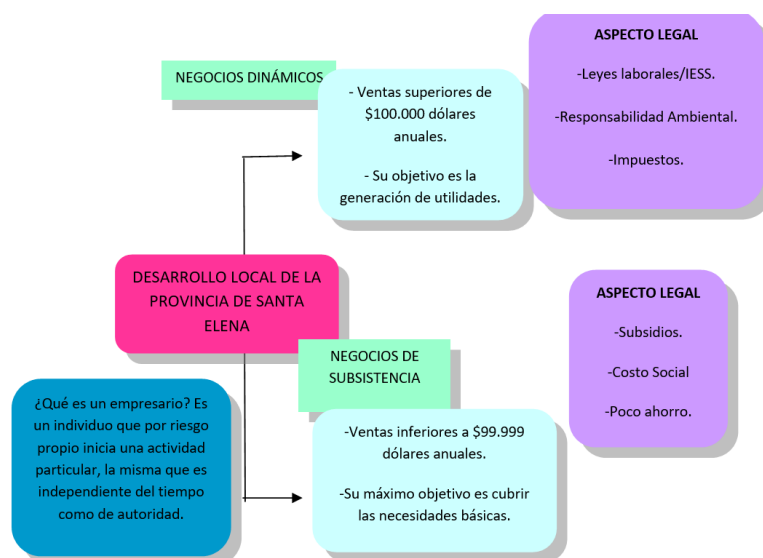 NEGOCIOS DINÁMICOS
- Ventas superiores de
$100.000 dólares
anuales.
- Su objetivo es la
generación de utilidades.
ASPECTO LEGAL
-Leyes laborales/IESS.
-Responsabilidad Ambiental.
-Impuestos.
DESARROLLO LOCAL DE LA
PROVINCIA DE SANTA
ELENA
NEGOCIOS DE
SUBSISTENCIA
-Ventas inferiores a $99.999
dólares anuales.
-Su máximo objetivo es cubrir
las necesidades básicas.
ASPECTO LEGAL
-Subsidios.
-Costo Social
-Poco ahorro.
¿Qué es un empresario? Es
un individuo que por riesgo
propio inicia una actividad
particular, la misma que es
independiente del tiempo
como de autoridad.